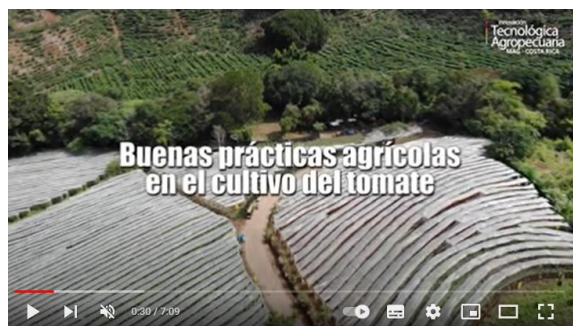 Innovación
Tecnológica
Agropecuaria
MAG - COSTA RICA
Buenas prácticas agrícolas
en el cultivo del tomate
0:30 / 7:09